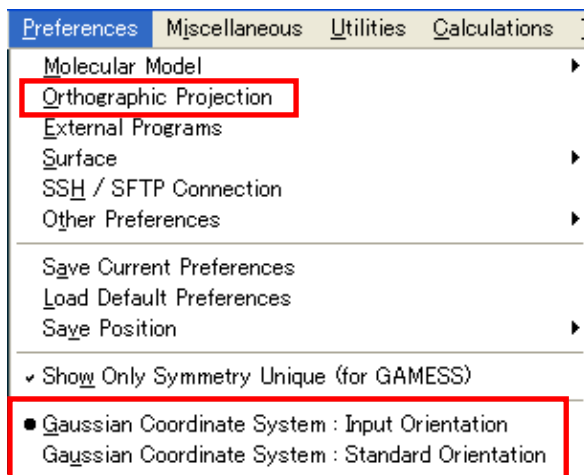 Preferences Miscellaneous Utilities Calculations
Molecular Model
Orthographic Projection
External Programs
Surface
SSH / SFTP Connection
Other Preferences
Save Current Preferences
Load Default Preferences
Save Position
Show Only Symmetry Unique (for GAMESS)
Gaussian Coordinate System : Input Orientation
Gaussian Coordinate System : Standard Orientation